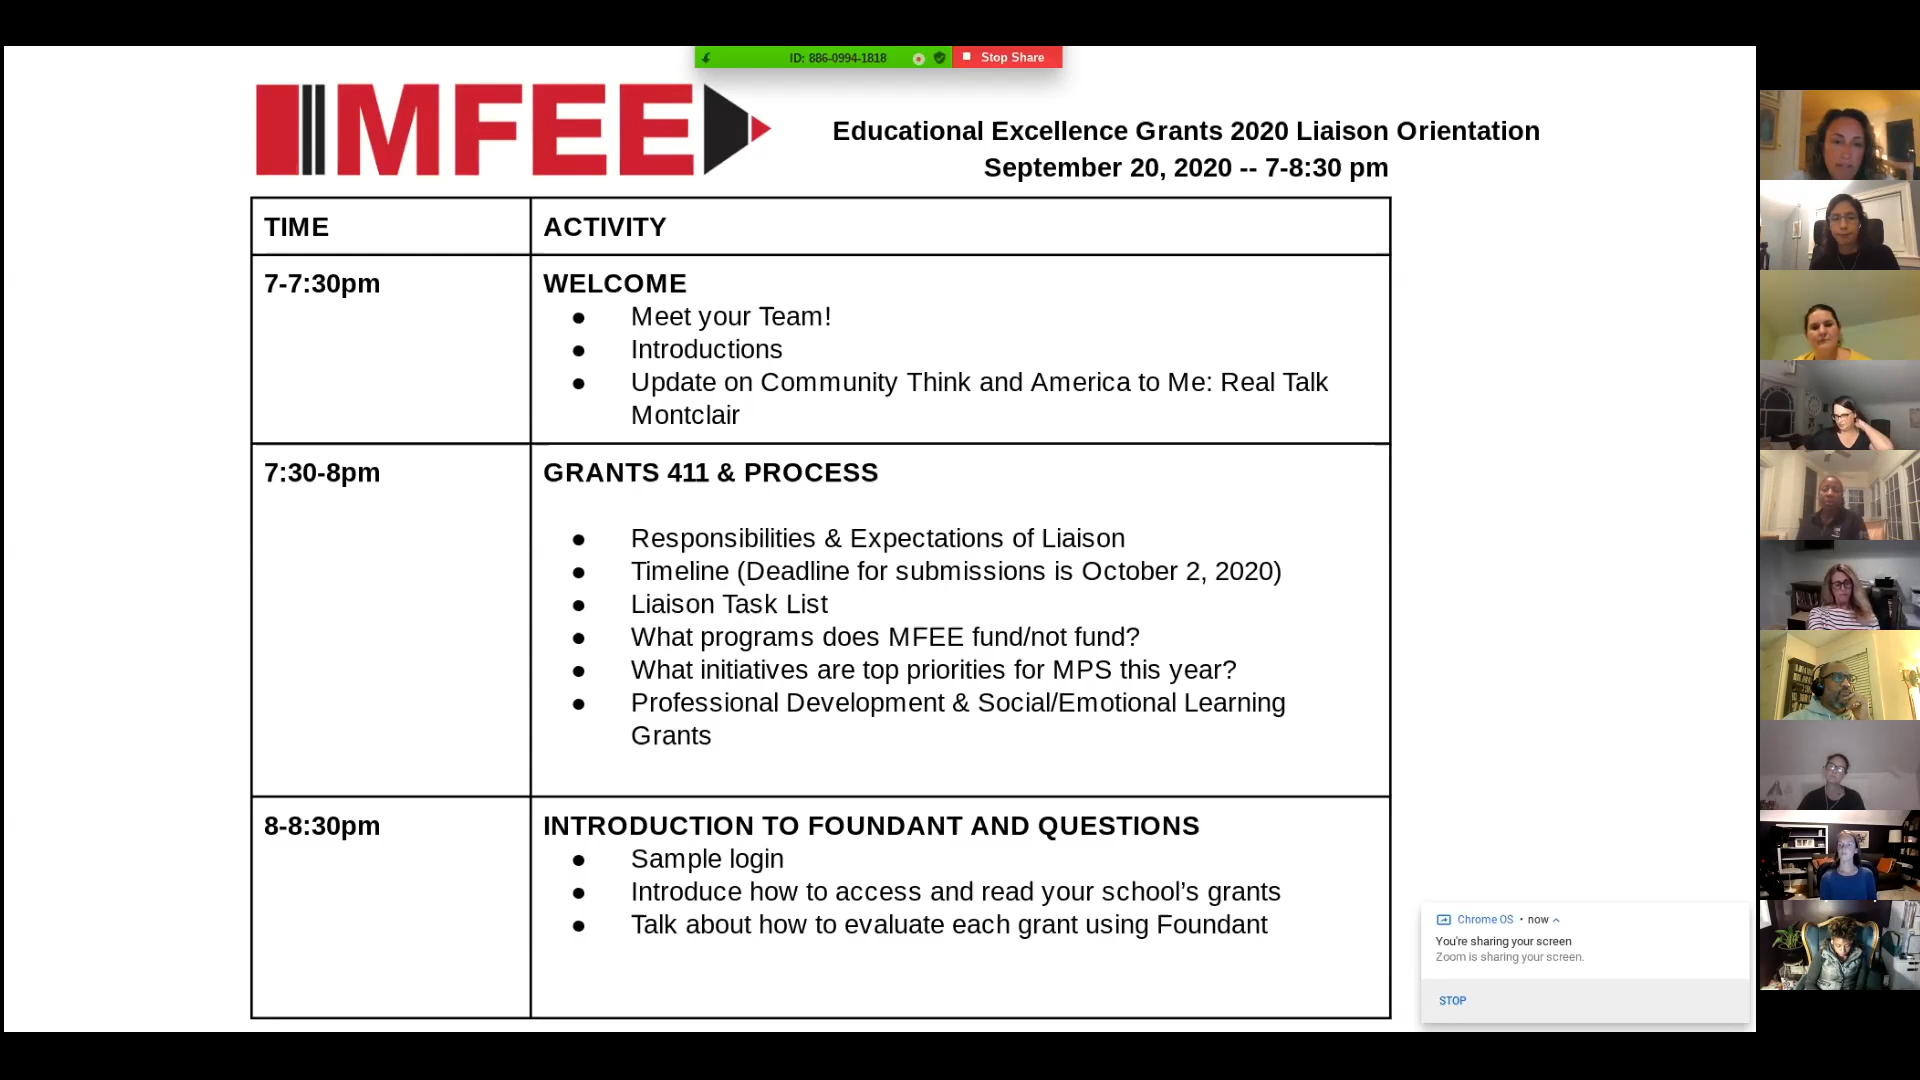 ID: 886-0994-1818
Stop Share
MFEE
Educational Excellence Grants 2020 Liaison Orientation
September 20, 2020 -- 7-8:30 pm
TIME
ACTIVITY
7-7:30pm
WELCOME
● Meet your Team!
● Introductions
● Update on Community Think and America to Me: Real Talk
Montclair
7:30-8pm
GRANTS 411 & PROCESS
● Responsibilities & Expectations of Liaison
● Timeline (Deadline for submissions is October 2, 2020)
● Liaison Task List
● What programs does MFEE fund/not fund?
● What initiatives are top priorities for MPS this year?
● Professional Development & Social/Emotional Learning
Grants
8-8:30pm
INTRODUCTION TO FOUNDANT AND QUESTIONS
● Sample login
● Introduce how to access and read your school’s grants
● Talk about how to evaluate each grant using Foundant
Chrome OS • now
You're sharing your screen
Zoom is sharing your screen.
STOP